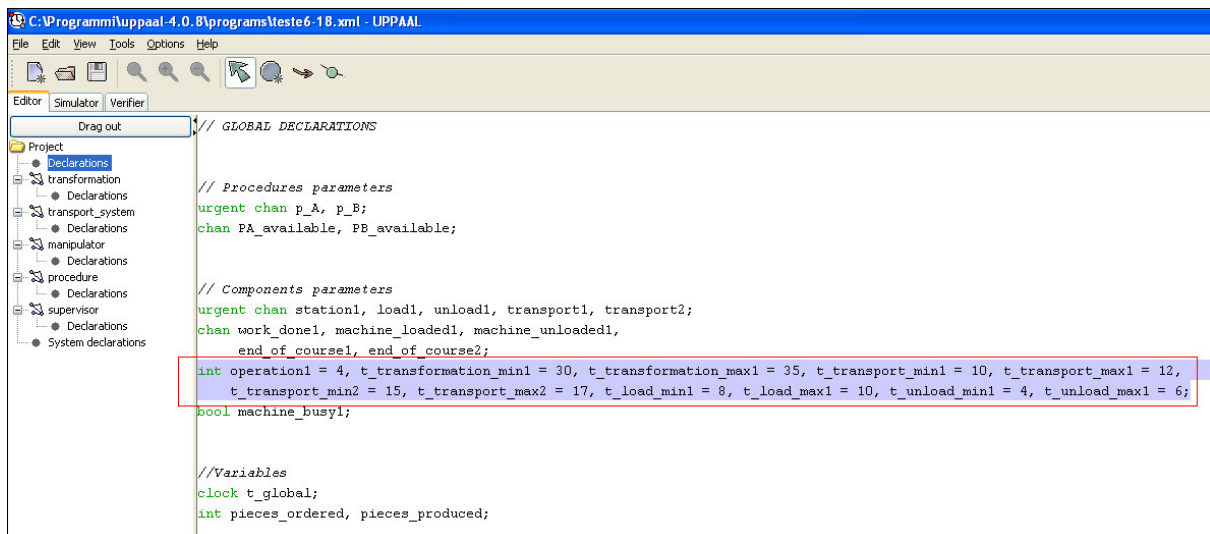 C:\Programmi\uppaal-4.0.8\programs\teste6-18.xml - UPPAAL
File Edit View Tools Options Help
Editor Simulator Verifier
Drag out
Project
Declarations
transformation
Declarations
transport_system
Declarations
manipulator
Declarations
procedure
Declarations
supervisor
Declarations
System declarations
// GLOBAL DECLARATIONS
// Procedures parameters
urgent chan p_A, p_B;
chan PA_available, PB_available;
// Components parameters
urgent chan station1, load1, unload1, transport1, transport2;
chan work_done1, machine_loaded1, machine_unloaded1,
end_of_course1, end_of_course2;
int operation1 = 4, t_transformation_min1 = 30, t_transformation_max1 = 35, t_transport_min1 = 10, t_transport_max1 = 12,
t_transport_min2 = 15, t_transport_max2 = 17, t_load_min1 = 8, t_load_max1 = 10, t_unload_min1 = 4, t_unload_max1 = 6;
bool machine_busy1;
//Variables
clock t_global;
int pieces_ordered, pieces_produced;